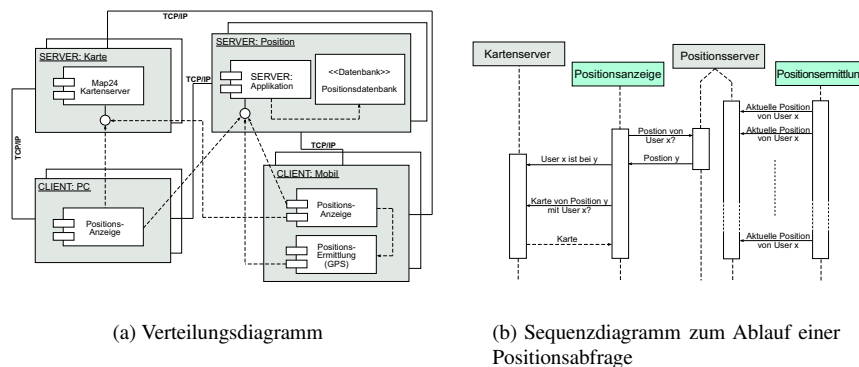 TCP/IP
SERVER: Karte
Map24
Kartenserver
TCP/IP
SERVER: Position
SERVER:
Applikation
<<Datenbank>>
Positionsdatenbank
TCP/IP
TCP/IP
CLIENT: PC
Positions-
Anzeige
CLIENT: Mobil
Positions-
Anzeige
Positions-
Ermittlung
(GPS)
(a) Verteilungsdiagramm
Kartenserver
Positionsanzeige
Positionsserver
Positionsermittlun
Aktuelle Position
von User x
Postion von
User x?
Aktuelle Position
von User x
User x ist bei y
Postion y
Karte von Position y
mit User x?
Karte
Aktuelle Position
von User x
(b) Sequenzdiagramm zum Ablauf einer
Positionsabfrage